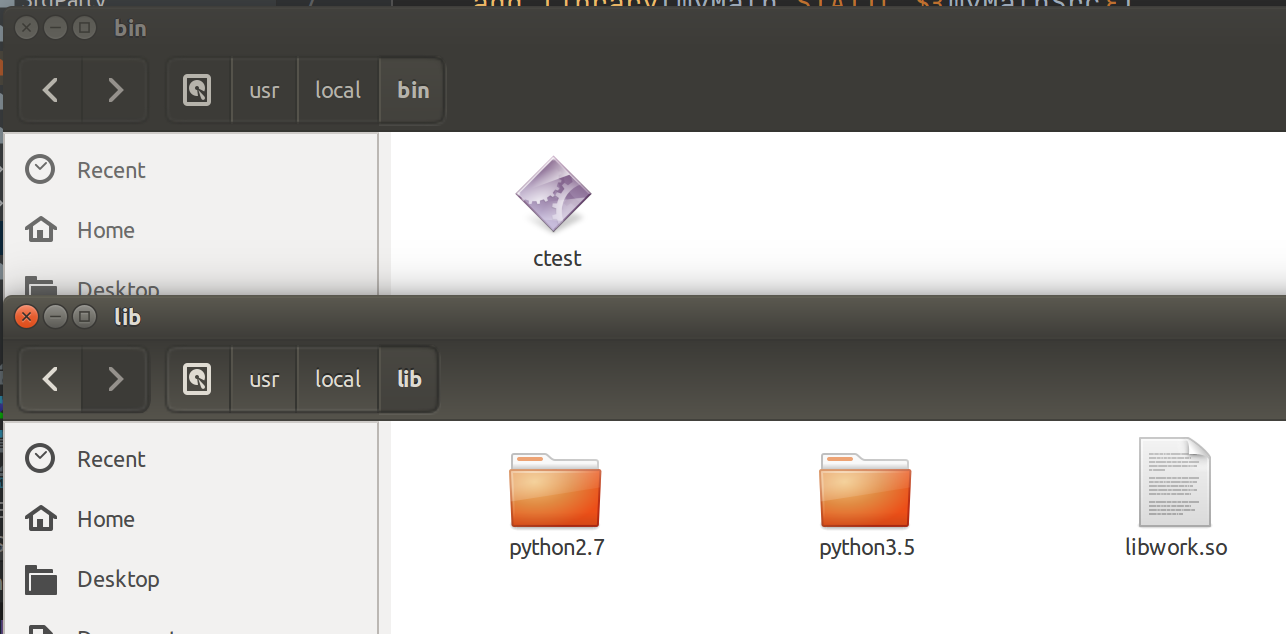 bin
usr
local
bin
Recent
Home
Desktop
ctest
lib
usr
local
lib
Recent
Home
Desktop
python2.7
python3.5
libwork.so